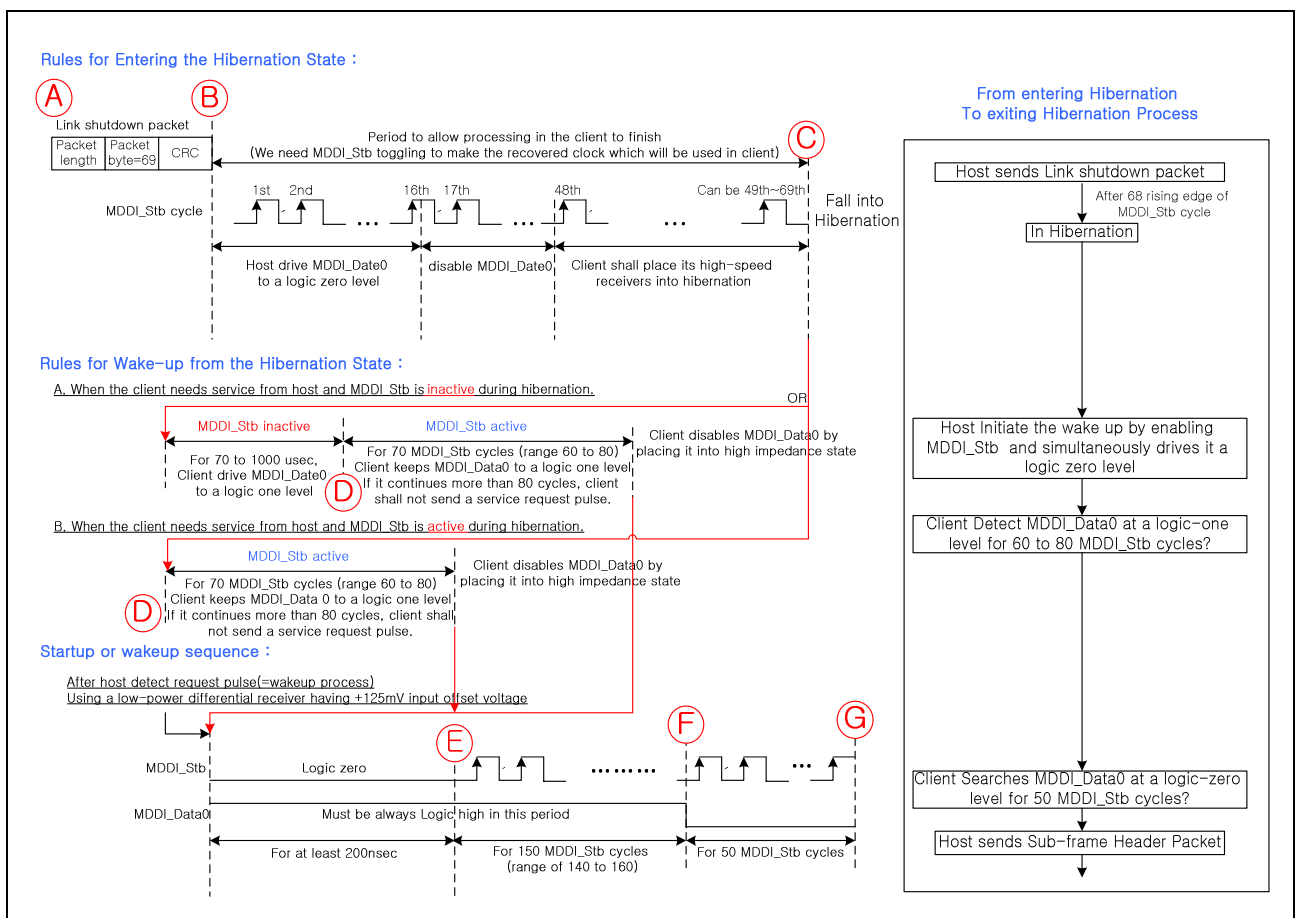 Rules for Entering the Hibernation State :
A
B
Link shutdown packet
Packet length
Packet byte=69
CRC
Period to allow processing in the client to finish
(We need MDDI_Stb toggling to make the recovered clock which will be used in client)
C
1st
2nd
16th
17th
48th
Can be 49th~69th
MDDI_Stb cycle
Fall into
Hibernation
Host drive MDDI_Date0
to a logic zero level
disable MDDI_Date0
Client shall place its high-speed
receivers into hibernation
Rules for Wake-up from the Hibernation State :
A. When the client needs service from host and MDDI_Stb is inactive during hibernation.
OR
MDDI_Stb inactive
MDDI_Stb active
For 70 to 1000 usec,
Client drive MDDI_Date0
to a logic one level
D
For 70 MDDI_Stb cycles (range 60 to 80)
Client keeps MDDI_Data0 to a logic one level
If it continues more than 80 cycles, client
shall not send a service request pulse.
Client disables MDDI_Data0 by
placing it into high impedance state
B. When the client needs service from host and MDDI_Stb is active during hibernation.
MDDI_Stb active
D
For 70 MDDI_Stb cycles (range 60 to 80)
Client keeps MDDI_Data 0 to a logic one level
If it continues more than 80 cycles, client shall
not send a service request pulse.
Client disables MDDI_Data0 by
placing it into high impedance state
Startup or wakeup sequence :
After host detect request pulse(=wakeup process)
Using a low-power differential receiver having +125mV input offset voltage
E
F
G
MDDI_Stb
Logic zero
MDDI_Data0
Must be always Logic high in this period
For at least 200nsec
For 150 MDDI_Stb cycles
(range of 140 to 160)
For 50 MDDI_Stb cycles
From entering Hibernation
To exiting Hibernation Process
Host sends Link shutdown packet
After 68 rising edge of
MDDI_Stb cycle
In Hibernation
Host Initiate the wake up by enabling
MDDI_Stb and simultaneously drives it a
logic zero level
Client Detect MDDI_Data0 at a logic-one
level for 60 to 80 MDDI_Stb cycles?
Client Searches MDDI_Data0 at a logic-zero
level for 50 MDDI_Stb cycles?
Host sends Sub-frame Header Packet